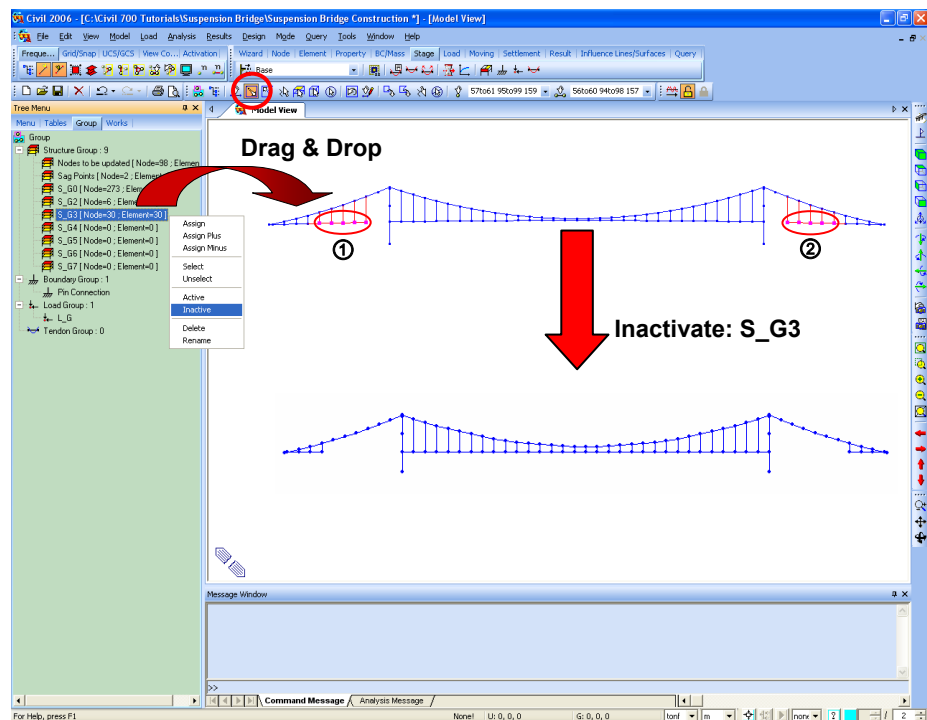 Civil 2006 - [C:\Civil 700 Tutorials\Suspension Bridge\Suspension Bridge Construction *] - [Model View]
File Edit View Model Load Analysis Results Design Mode Query Tools Window Help
Freque... Grid/Snap UCS/GCS View Co... Activation Wizard Node Element Property BC/Mass Stage Load Moving Settlement Result Influence Lines/Surfaces Query
Base
57to61 95to99 159 56to60 94to98 157
Tree Menu
Model View
Menu Tables Group Works
Group
Structure Group : 9
Nodes to be updated [ Node=98 ; Elemen
Sag Points [ Node=2 ; Element
S_G0 [ Node=273 ; Elem
S_G2 [ Node=6 ; Eleme
S_G3 [ Node=30 ; Element=30 ]
S_G4 [ Node=0 ; Element=0 ]
S_G5 [ Node=0 ; Element=0 ]
S_G6 [ Node=0 ; Element=0 ]
S_G7 [ Node=0 ; Element=0 ]
Boundary Group : 1
Pin Connection
Load Group : 1
L_G
Tendon Group : 0
Assign
Assign Plus
Assign Minus
Select
Unselect
Active
Inactive
Delete
Rename
Drag & Drop
① ②
Inactivate: S_G3
Message Window
>>
Command Message Analysis Message
For Help, press F1 None! U: 0, 0, 0 G: 0, 0, 0 tonf m none ? / 2